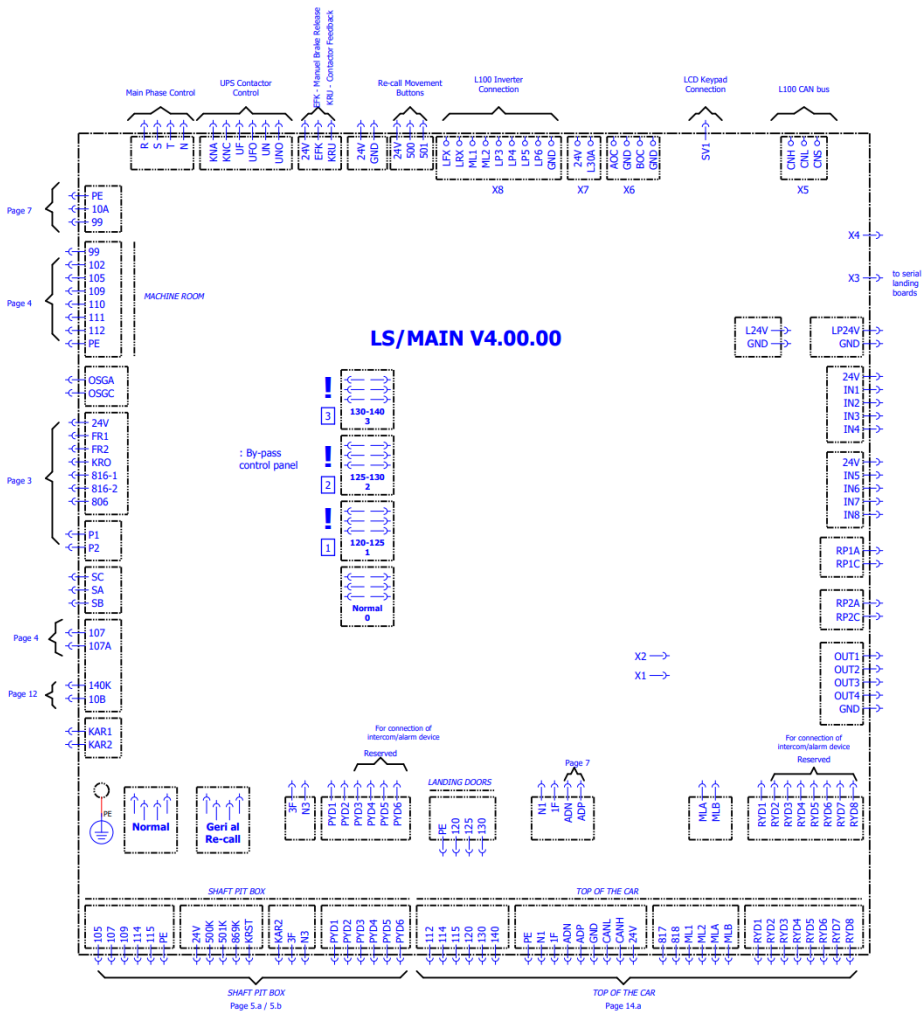 EFK - Manuel Brake Release
KRU - Contactor Feedback
Main Phase Control
UPS Contactor
Control
Re-call Movement
Buttons
L100 Inverter
Connection
LCD Keypad
Connection
L100 CAN bus
R
S
T
N
KNA
KNC
UF
UFO
UN
UNO
24V
EFK
KRU
24V
GND
24V
500
501
LFX
LRX
ML1
ML2
LP3
LP4
LP5
LP6
GND
X8
24V
L30A
X7
AOC
GND
BOC
GND
X6
SV1
CNH
CNL
CNS
X5
Page 7
PE
10A
99
Page 4
99
102
105
109
110
111
112
PE
MACHINE ROOM
X4
X3
to serial
landing
boards
LS/MAIN V4.00.00
L24V
GND
LP24V
GND
OSGA
OSGC
Page 3
24V
FR1
FR2
KRO
816-1
816-2
806
P1
P2
: By-pass
control panel
!
3
130-140
3
!
2
125-130
2
!
1
120-125
1
Normal
0
24V
IN1
IN2
IN3
IN4
24V
IN5
IN6
IN7
IN8
RP1A
RP1C
RP2A
RP2C
SC
SA
SB
Page 4
107
107A
Page 12
140K
10B
KAR1
KAR2
X2
X1
OUT1
OUT2
OUT3
OUT4
GND
PE
Normal
Geri al
Re-call
3F
N3
For connection of
intercom/alarm device
Reserved
PYD1
PYD2
PYD3
PYD4
PYD5
PYD6
LANDING DOORS
PE
120
125
130
Page 7
N1
1F
ADN
ADP
MLA
MLB
For connection of
intercom/alarm device
Reserved
RYD1
RYD2
RYD3
RYD4
RYD5
RYD6
RYD7
RYD8
SHAFT PIT BOX
TOP OF THE CAR
105
107
109
114
115
PE
24V
500K
501K
869K
KRST
KAR2
3F
N3
PYD1
PYD2
PYD3
PYD4
PYD5
PYD6
112
114
115
120
130
140
PE
N1
1F
ADN
ADP
GND
CANL
CANH
24V
817
818
ML1
ML2
MLA
MLB
RYD1
RYD2
RYD3
RYD4
RYD5
RYD6
RYD7
RYD8
SHAFT PIT BOX
Page 5.a / 5.b
TOP OF THE CAR
Page 14.a